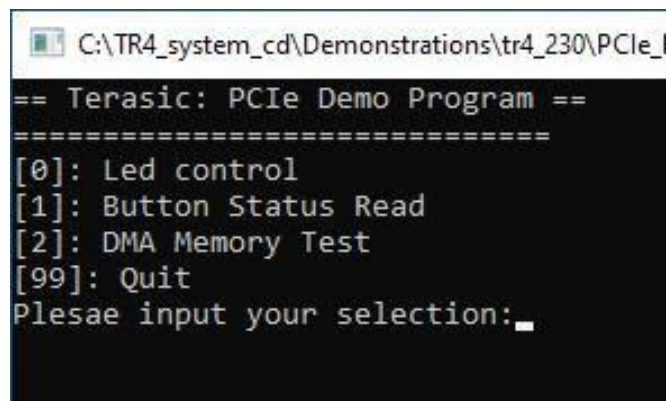 C:\TR4_system_cd\Demonstrations\tr4_230\PCIe_
== Terasic: PCIe Demo Program ==
==============================
[0]: Led control
[1]: Button Status Read
[2]: DMA Memory Test
[99]: Quit
Plesae input your selection: